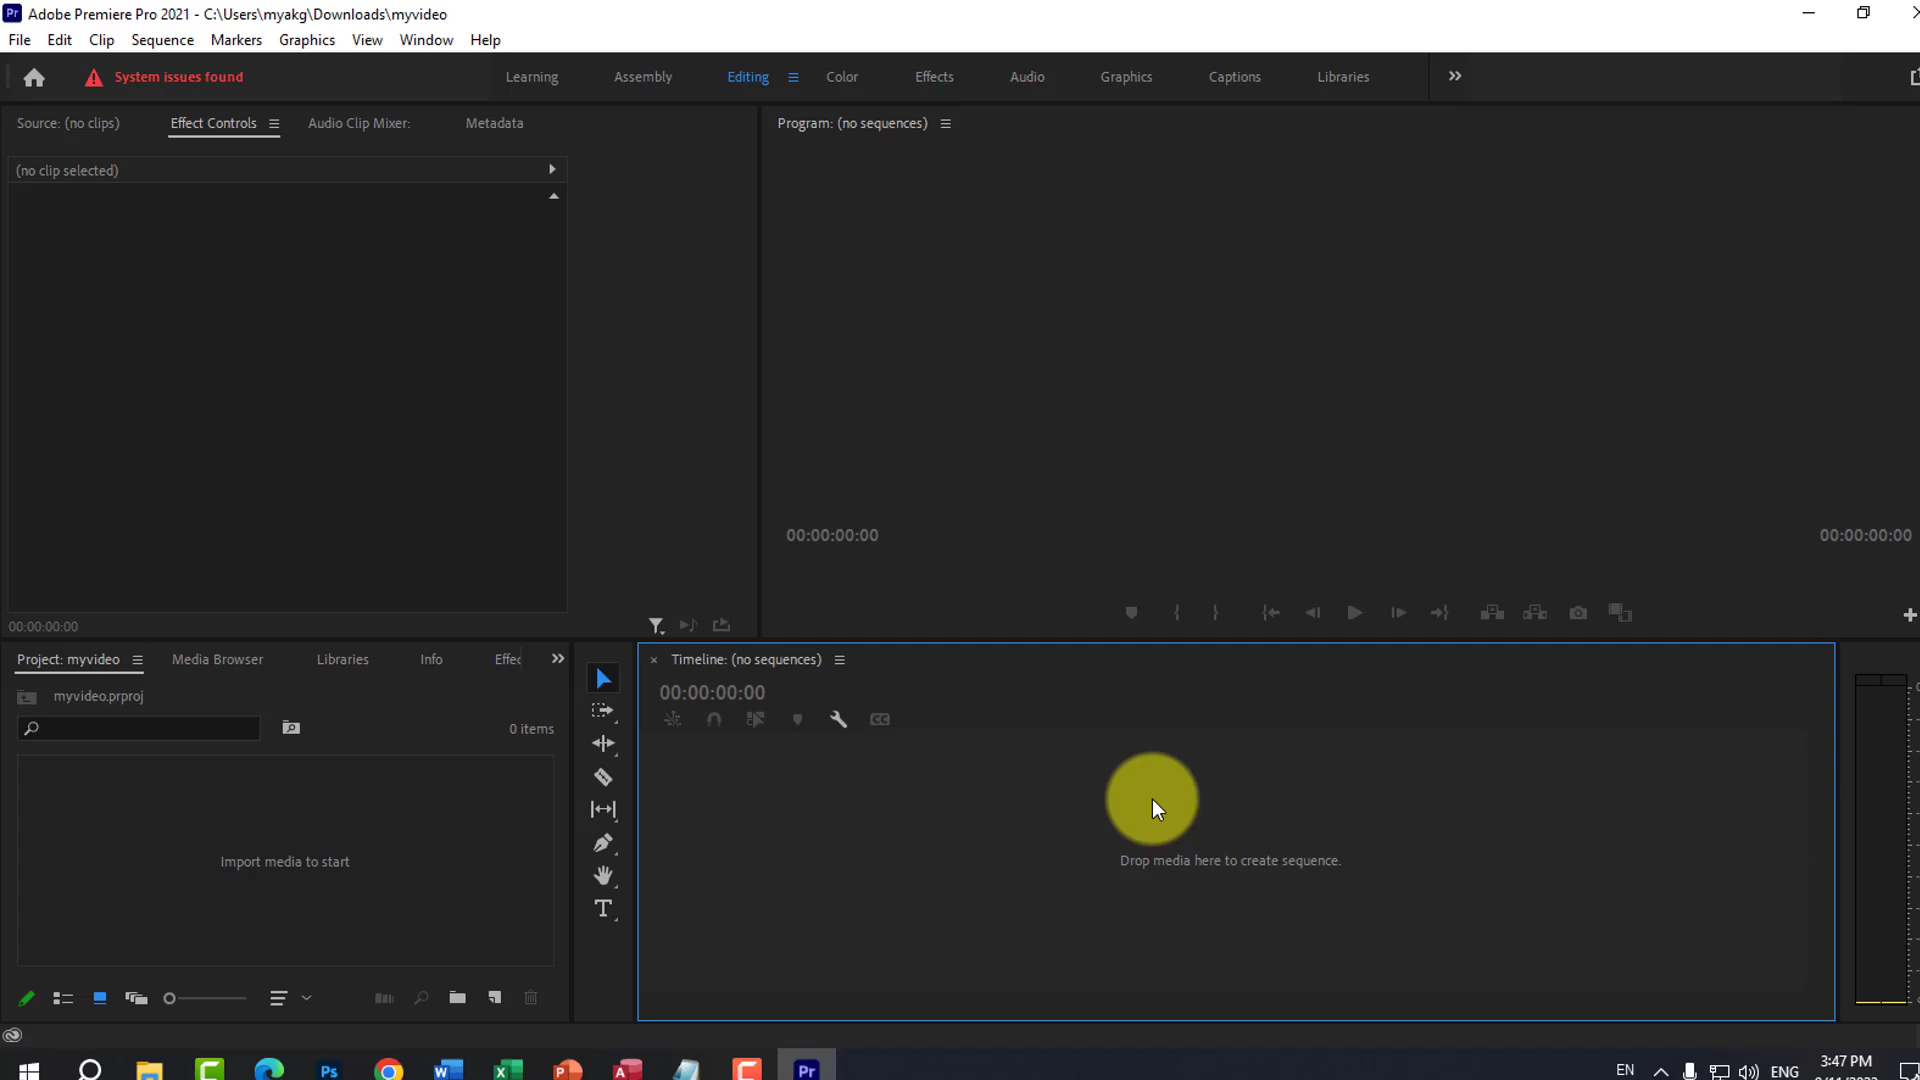 Pr Adobe Premiere Pro 2021 - C:\Users\myakg\Downloads\myvideo
File Edit Clip Sequence Markers Graphics View Window Help
System issues found Learning Assembly Editing Color Effects Audio Graphics Captions Libraries
Source: (no clips) Effect Controls Audio Clip Mixer: Metadata Program: (no sequences)
(no clip selected)
00:00:00:00 00:00:00:00
00:00:00:00
Project: myvideo Media Browser Libraries Info Effec × Timeline: (no sequences)
myvideo.prproj 00:00:00:00
0 items
Import media to start Drop media here to create sequence.
Ps Pr EN ENG 3:47 PM